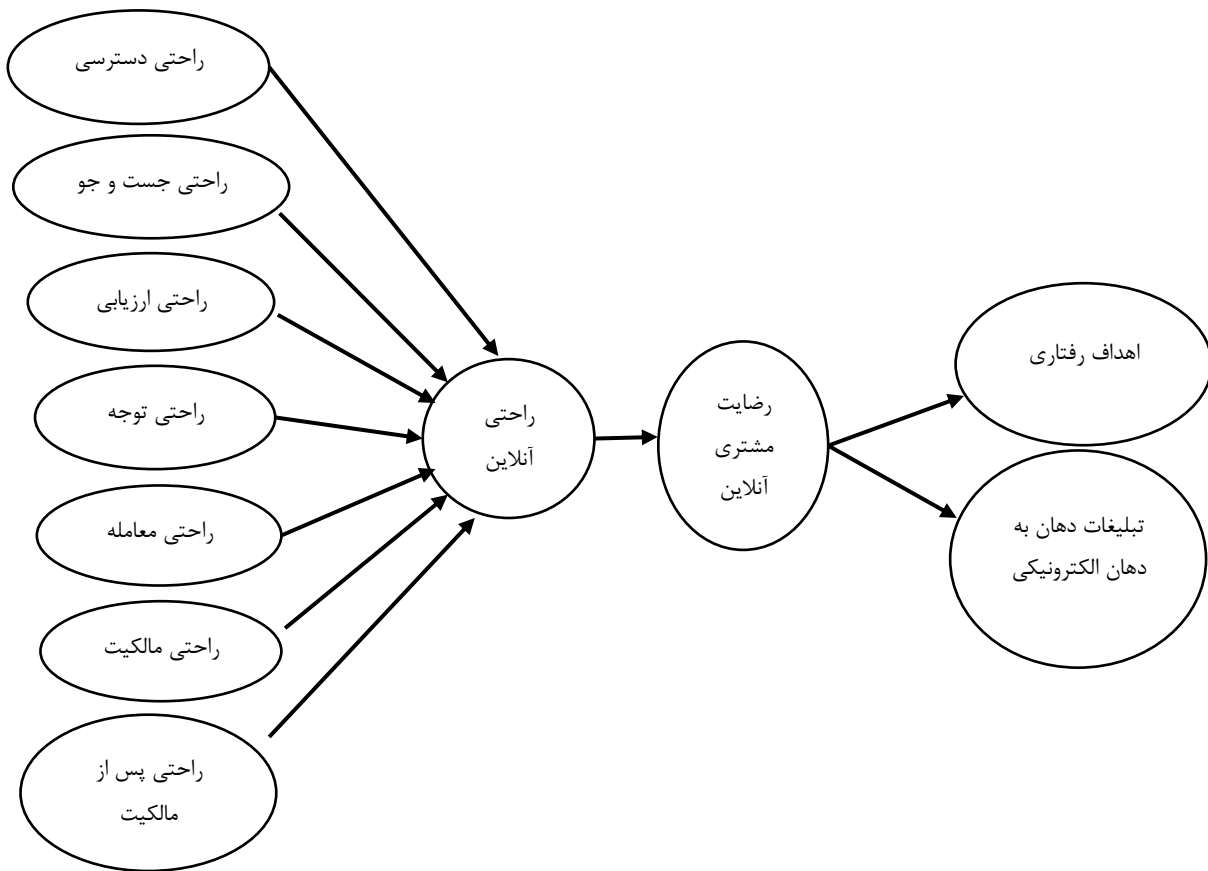 راحتی دسترسی
راحتی جست و جو
راحتی ارزیابی
راحتی توجه
راحتی معامله
راحتی مالکیت
راحتی پس از
مالکیت
راحتی
آنلاین
رضایت
مشتری
آنلاین
اهداف رفتاری
تبلیغات دهان به
دهان الکترونیکی